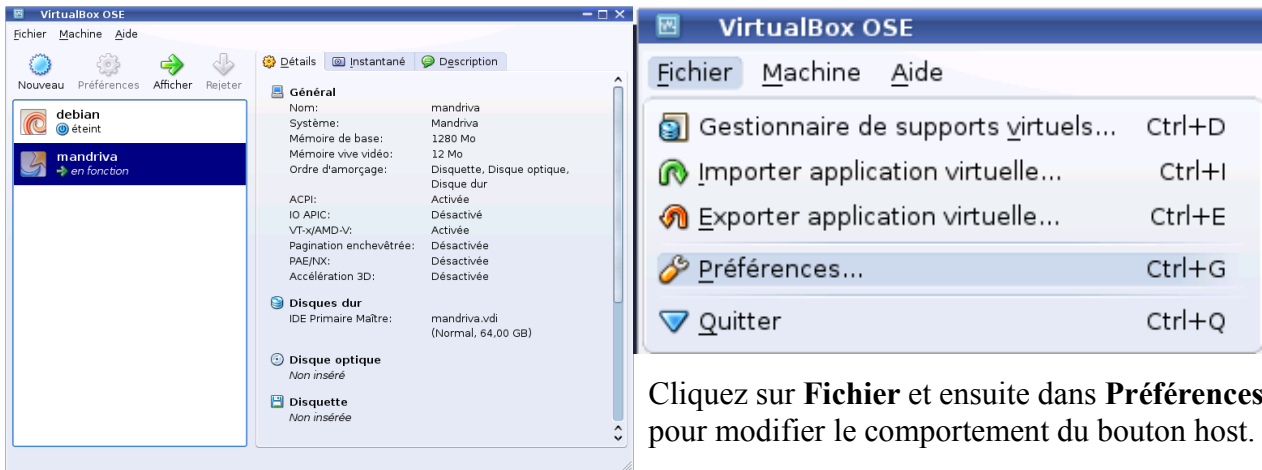 VirtualBox OSE
Fichier Machine Aide
Nouveau Préférences Afficher Rejeter
debian
éteint
mandriva
en fonction
Détails Instantané Description
Général
Nom: mandriva
Système: Mandriva
Mémoire de base: 1280 Mo
Mémoire vive vidéo: 12 Mo
Ordre d'amorçage: Disquette, Disque optique,
Disque dur
ACPI: Activée
IO APIC: Désactivé
VT-x/AMD-V: Activée
Pagination enchevêtrée: Désactivée
PAE/NX: Désactivée
Accélération 3D: Désactivée
Disques dur
IDE Primaire Maître: mandriva.vdi
(Normal, 64,00 GB)
Disque optique
Non inséré
Disquette
Non insérée
VirtualBox OSE
Fichier Machine Aide
Gestionnaire de supports virtuels... Ctrl+D
Importer application virtuelle... Ctrl+I
Exporter application virtuelle... Ctrl+E
Préférences... Ctrl+G
Quitter Ctrl+Q
Cliquez sur Fichier et ensuite dans Préférences
pour modifier le comportement du bouton host.